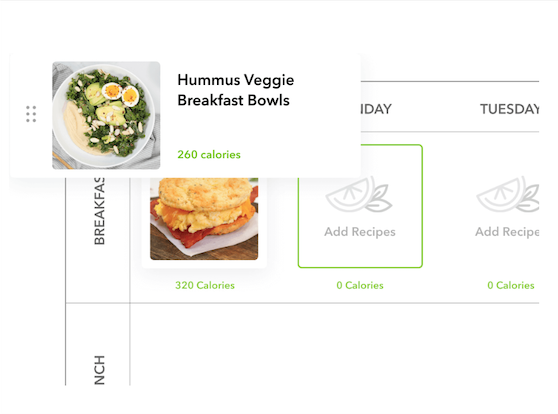 Hummus Veggie
Breakfast Bowls
260 calories
NDAY
TUESDAY
BREAKFAS
Add Recipes
Add Recipe
320 Calories
0 Calories
0 Calories
NCH